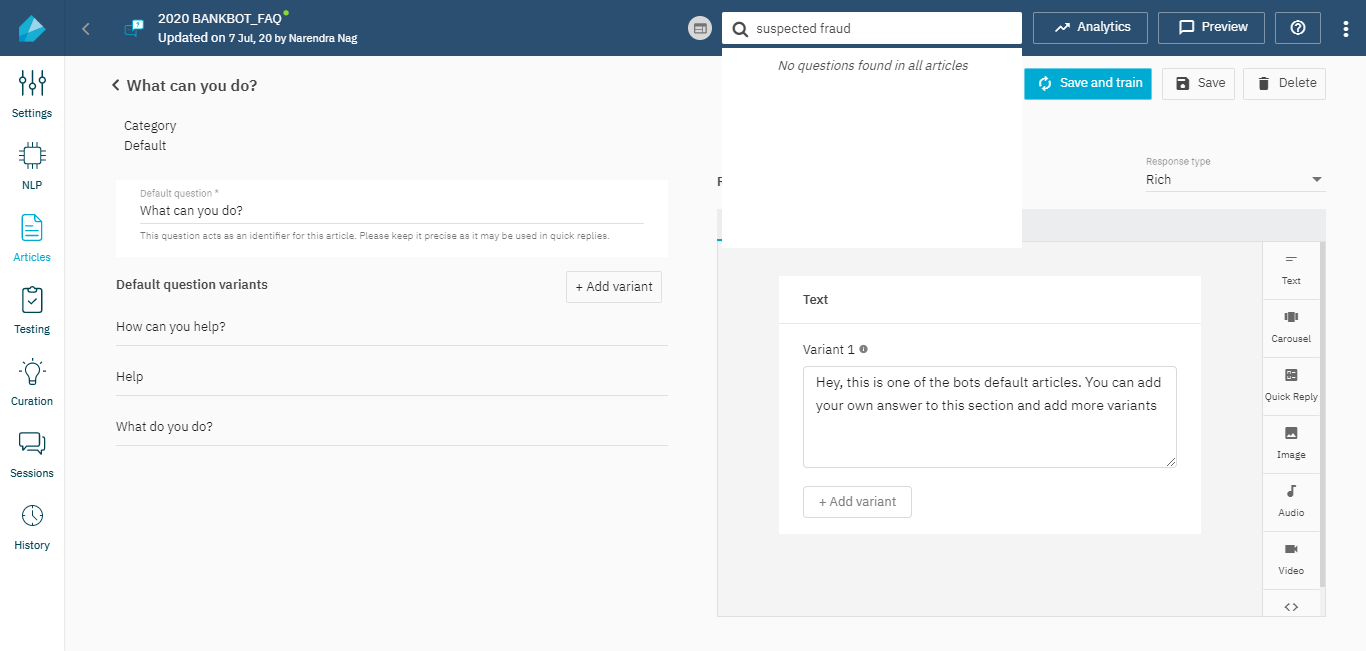 2020 BANKBOT_FAQ
Updated on 7 Jul, 20 by Narendra Nag
suspected fraud
Analytics
Preview
No questions found in all articles
Settings
NLP
Articles
Testing
Curation
Sessions
History
What can you do?
Save and train
Save
Delete
Category
Default
Default question *
What can you do?
This question acts as an identifier for this article. Please keep it precise as it may be used in quick replies.
Default question variants
+ Add variant
How can you help?
Help
What do you do?
Response type
Rich
Text
Variant 1
Hey, this is one of the bots default articles. You can add
your own answer to this section and add more variants
+ Add variant
Text
Carousel
Quick Reply
Image
Audio
Video